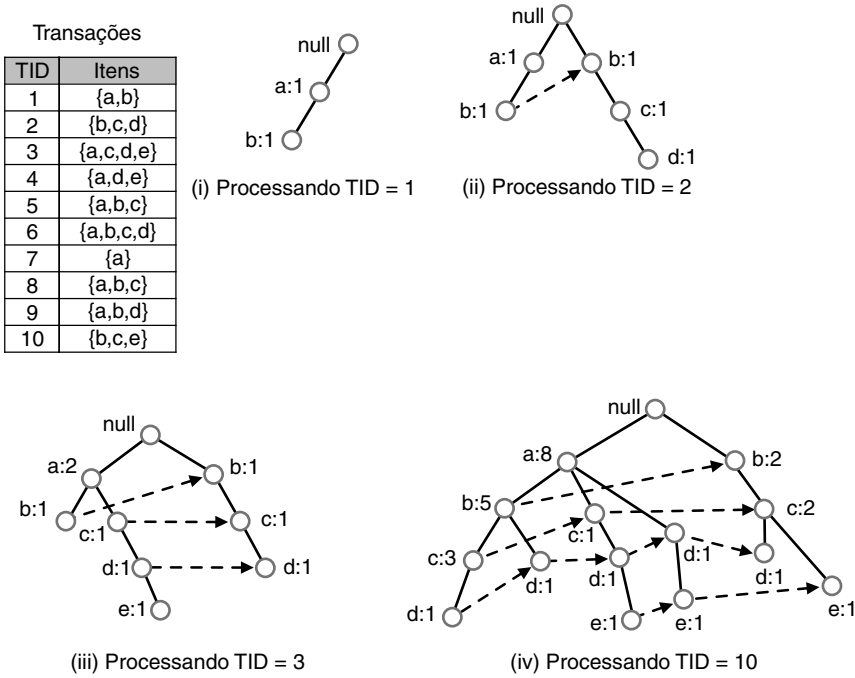 Transações
TID Itens
1 {a,b}
2 {b,c,d}
3 {a,c,d,e}
4 {a,d,e}
5 {a,b,c}
6 {a,b,c,d}
7 {a}
8 {a,b,c}
9 {a,b,d}
10 {b,c,e}
null
a:1
b:1
(i) Processando TID = 1
null
a:1 b:1
b:1 c:1
d:1
(ii) Processando TID = 2
null
a:2 b:1
b:1 c:1 c:1
d:1 d:1
e:1
(iii) Processando TID = 3
null
a:8 b:2
b:5 c:1 c:2
c:3 d:1 d:1 d:1 d:1
d:1 e:1 e:1 e:1
(iv) Processando TID = 10